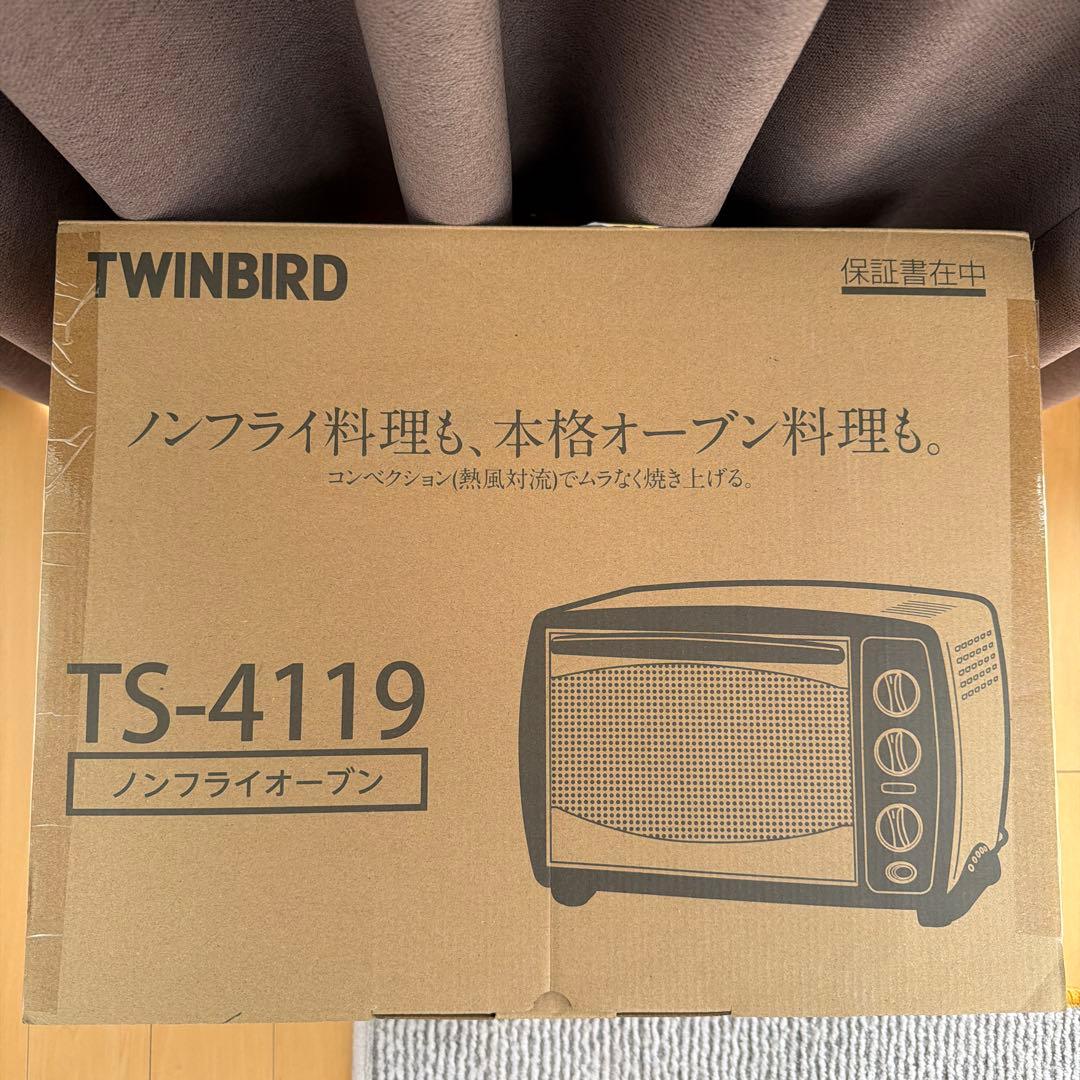 TWINBIRD
保証書在中
ノンフライ料理も、本格オーブン料理も。
コンベクション(熱風対流)でムラなく焼き上げる。
TS-4119
ノンフライオーブン